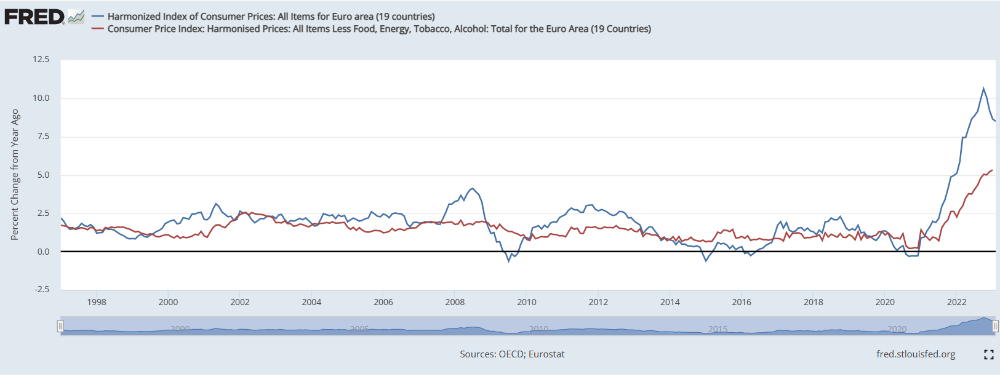 FRED
Harmonized Index of Consumer Prices: All Items for Euro area (19 countries)
Consumer Price Index: Harmonised Prices: All Items Less Food, Energy, Tobacco, Alcohol: Total for the Euro Area (19 Countries)
Percent Change from Year Ago
12.5
10.0
7.5
5.0
2.5
0.0
-2.5
1998 2000 2002 2004 2006 2008 2010 2012 2014 2016 2018 2020 2022
2000 2005 2010 2015 2020
Sources: OECD; Eurostat
fred.stlouisfed.org